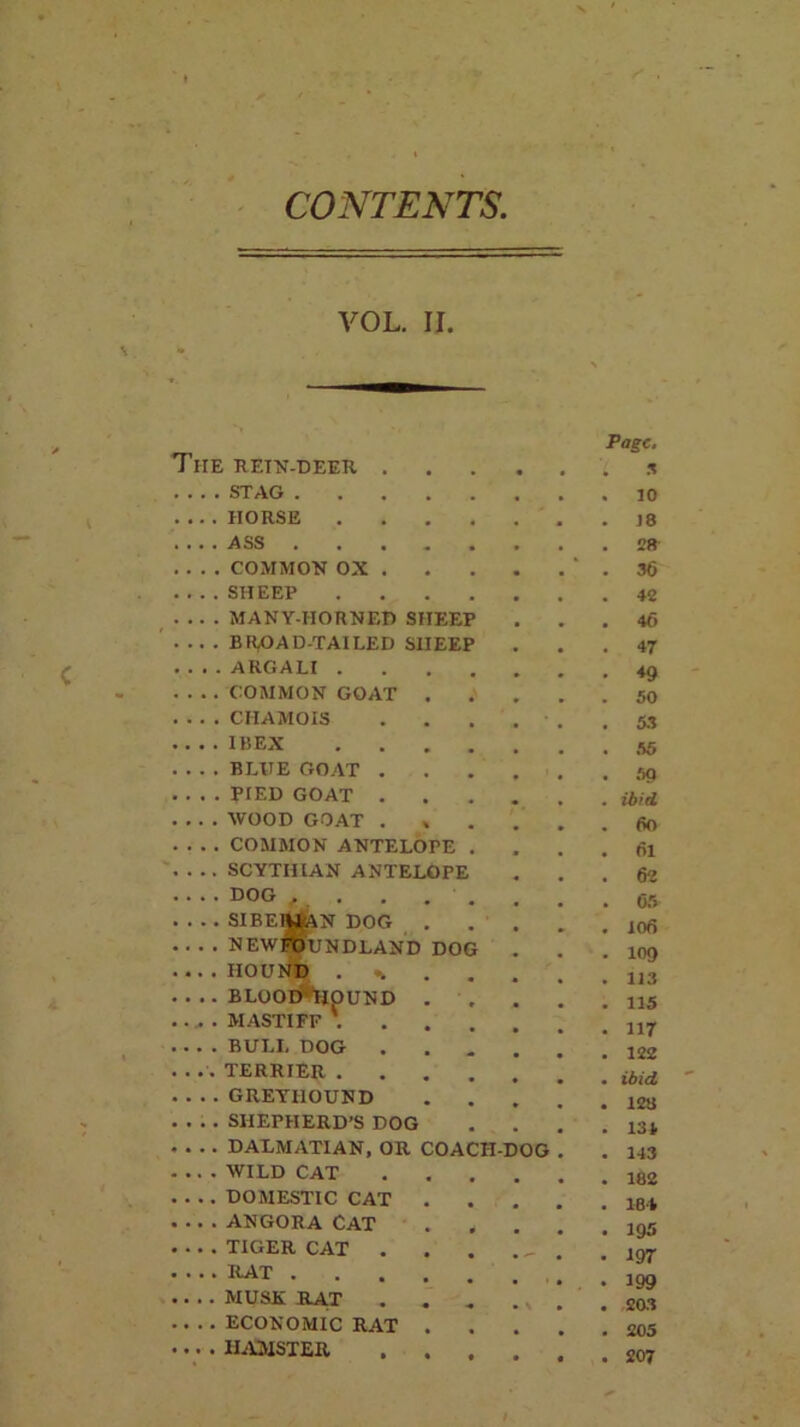 CONTENTS.
VOL. II.
Page.
THE REIN-DEER . . . . . . . 3
. . . . STAG . . . . . . . . . 10
. . . . HORSE . . . . . . . . 18
. . . . ASS . . . . . . . . . 28
. . . . COMMON OX . . . . . . . 36
. . . . SHEEP . . . . . . . . 42
. . . . MANY-HORNED SHEEP . . . 46
. . . . BROAD-TAILED SHEEP . . . 47
. . . . ARGALI . . . . . . . . 49
. . . . COMMON GOAT . . . . . . 50
. . . . CHAMOIS . . . . . . . 53
. . . . IBEX . . . . . . . . 55
. . . . BLUE GOAT . . . . . . . 59
. . . . PIED GOAT . . . . . . . ibid
. . . . WOOD GOAT . . . . . . . 60
. . . . COMMON ANTELOPE . . . . 61
. . . . SCYTHIAN ANTELOPE . . . 62
. . . . DOG . . . . . . . . . 65
. . . . SIBERIAN DOG . . . . . 106
. . . . NEWFOUNDLAND DOG . . . 109
. . . . HOUND . . . . . . . . 113
. . . . BLOOD HOUND . . . . . . 115
. . . . MASTIFF . . . . . . . 117
. . . . BULL DOG . . . . . . . 122
. . . . TERRIER . . . . . . . . ibid
. . . . GREYHOUND . . . . . . 128
. . . . SHEPHERD'S DOG . . . . 134
. . . . DALMATIAN, OR COACH-DOG . . 143
. . . . WILD CAT . . . . . . . 182
. . . . DOMESTIC CAT . . . . . 184
. . . . ANGORA CAT . . . . . . 195
. . . . TIGER CAT . . . . . . . 197
. . . . RAT . . . . . . . . . 199
. . . . MUSK RAT . . . . . . . 203
. . . . ECONOMIC RAT . . . . . 205
. . . . HAMSTER . . . . . . . 207